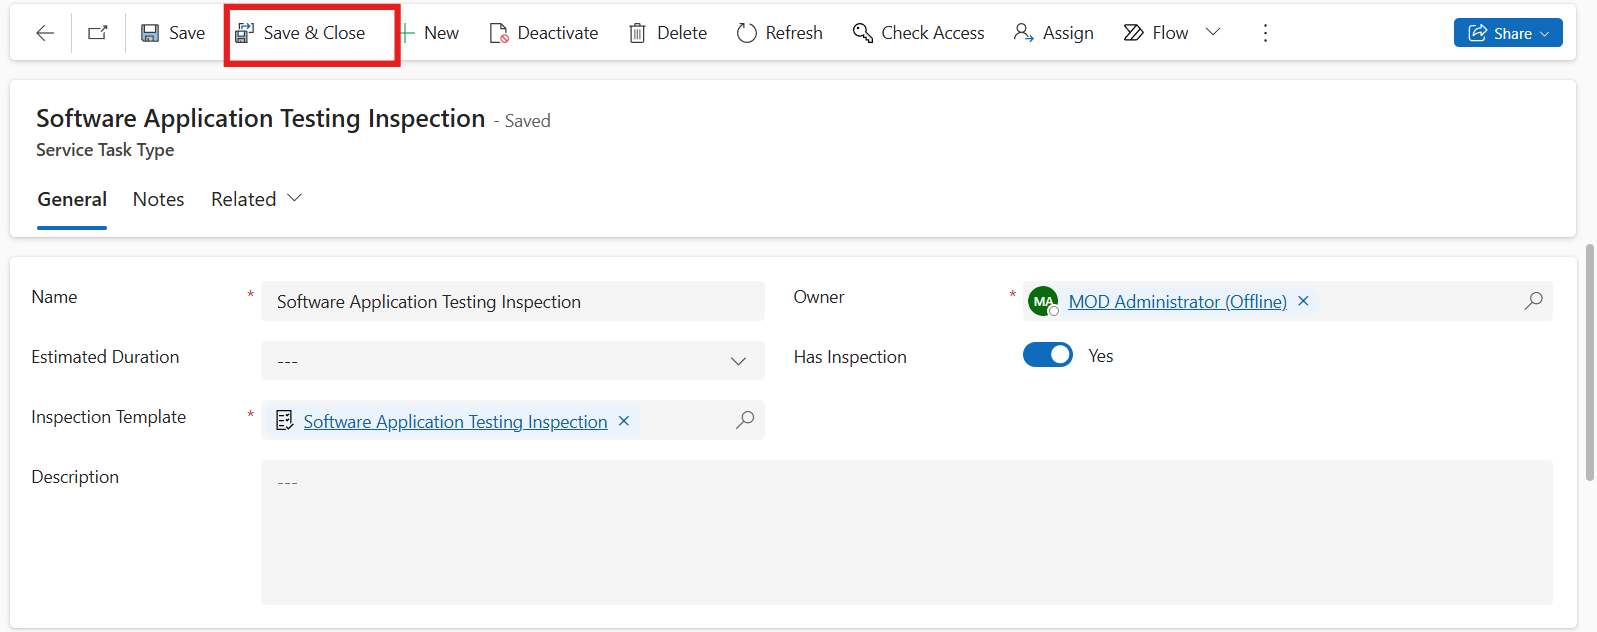 Save Save & Close New Deactivate Delete Refresh Check Access Assign Flow Share
Software Application Testing Inspection - Saved
Service Task Type
General Notes Related
Name * Software Application Testing Inspection Owner * MA MOD Administrator (Offline)
Estimated Duration --- Has Inspection Yes
Inspection Template * Software Application Testing Inspection
Description ---